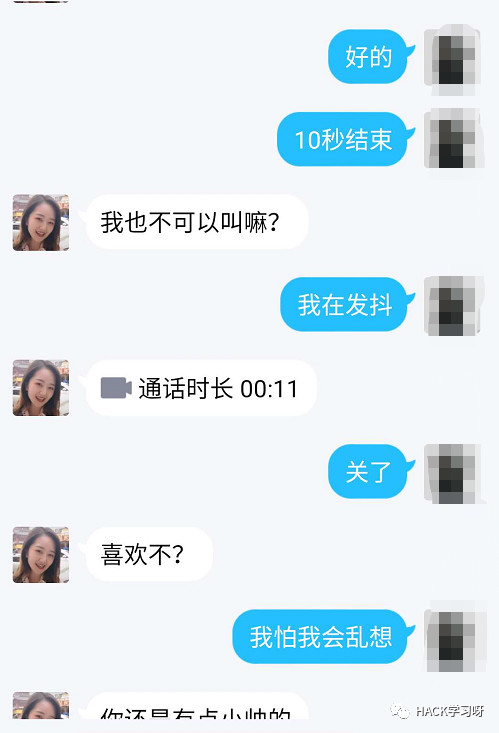 好的
10秒结束
我也不可以叫嘛？
我在发抖
通话时长 00:11
关了
喜欢不？
我怕我会乱想
你还是有点小帅的
HACK学习呀